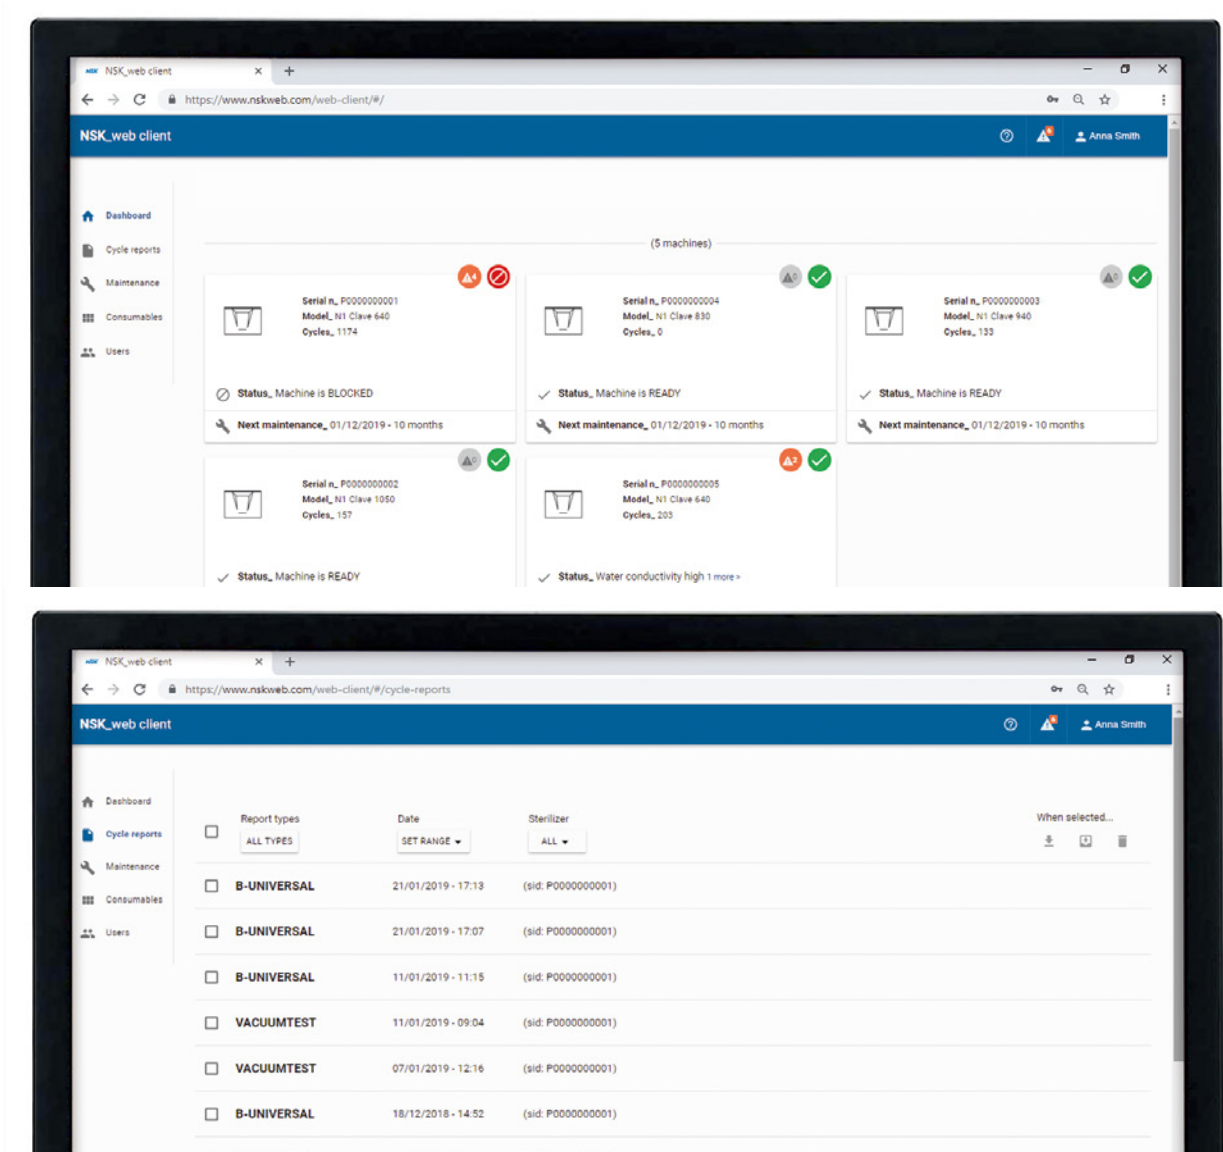 NSK NSK_web client
https://www.nskweb.com/web-client/#/
NSK_web client
6
Anna Smith
Dashboard
Cycle reports
Maintenance
Consumables
Users
(5 machines)
4
Serial n_ P0000000001
Model_ N1 Clave 640
Cycles_ 1174
Status_ Machine is BLOCKED
Next maintenance_ 01/12/2019 - 10 months
0
Serial n_ P0000000004
Model_ N1 Clave 830
Cycles_ 0
Status_ Machine is READY
Next maintenance_ 01/12/2019 - 10 months
0
Serial n_ P0000000003
Model_ N1 Clave 940
Cycles_ 133
Status_ Machine is READY
Next maintenance_ 01/12/2019 - 10 months
0
Serial n_ P0000000002
Model_ N1 Clave 1050
Cycles_ 157
Status_ Machine is READY
2
Serial n_ P0000000005
Model_ N1 Clave 640
Cycles_ 203
Status_ Water conductivity high 1 more >
NSK NSK_web client
https://www.nskweb.com/web-client/#/cycle-reports
NSK_web client
6
Anna Smith
Dashboard
Cycle reports
Maintenance
Consumables
Users
Report types Date Sterilizer When selected...
ALL TYPES SET RANGE ALL
B-UNIVERSAL 21/01/2019 - 17:13 (sid: P0000000001)
B-UNIVERSAL 21/01/2019 - 17:07 (sid: P0000000001)
B-UNIVERSAL 11/01/2019 - 11:15 (sid: P0000000001)
VACUUMTEST 11/01/2019 - 09:04 (sid: P0000000001)
VACUUMTEST 07/01/2019 - 12:16 (sid: P0000000001)
B-UNIVERSAL 18/12/2018 - 14:52 (sid: P0000000001)